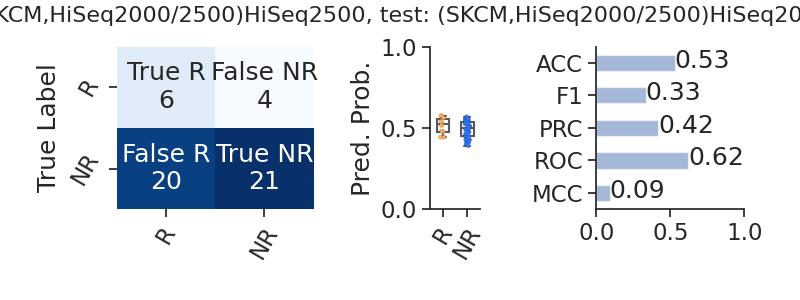 KCM,HiSeq2000/2500)HiSeq2500, test: (SKCM,HiSeq2000/2500)HiSeq20
True Label
R
NR
True R
6
False NR
4
False R
20
True NR
21
R
NR
Pred. Prob.
1.0
0.5
0.0
R
NR
ACC
0.53
F1
0.33
PRC
0.42
ROC
0.62
MCC
0.09
0.0
0.5
1.0